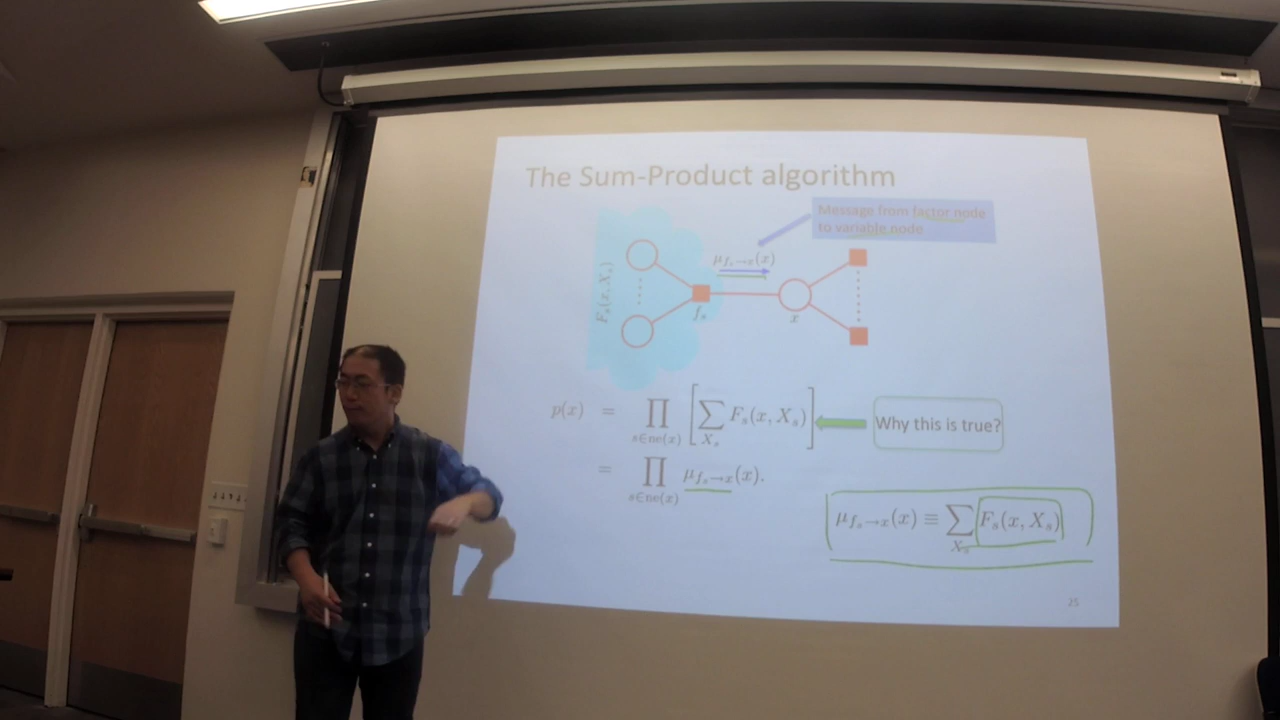 The Sum-Product algorithm
Message from factor node
to variable node
μ_{f_s→x}(x)
F_s(x, X_s)
f_s
x
p(x) = ∏_{s∈ne(x)} [∑_{X_s} F_s(x, X_s)]
Why this is true?
= ∏_{s∈ne(x)} μ_{f_s→x}(x).
μ_{f_s→x}(x) ≡ ∑_{X_s} F_s(x, X_s)
25